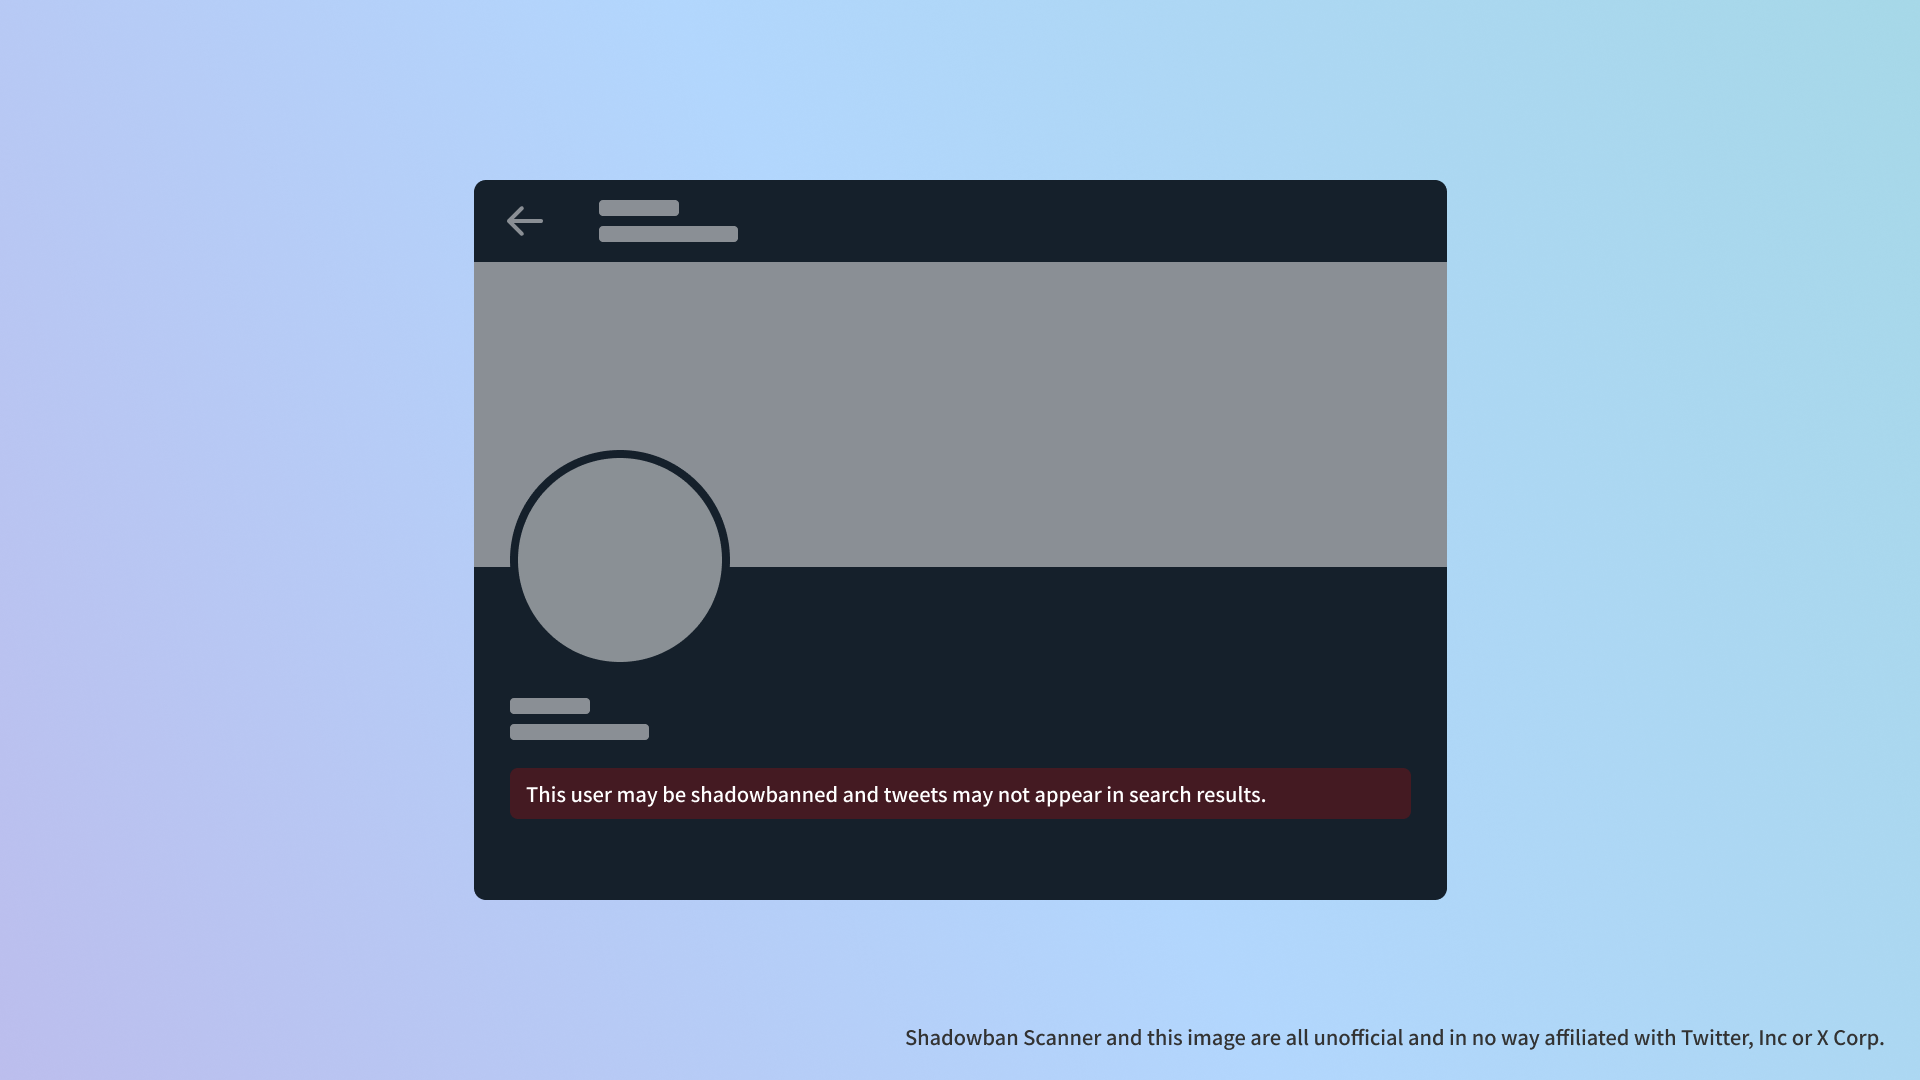 This user may be shadowbanned and tweets may not appear in search results.
Shadowban Scanner and this image are all unofficial and in no way affiliated with Twitter, Inc or X Corp.